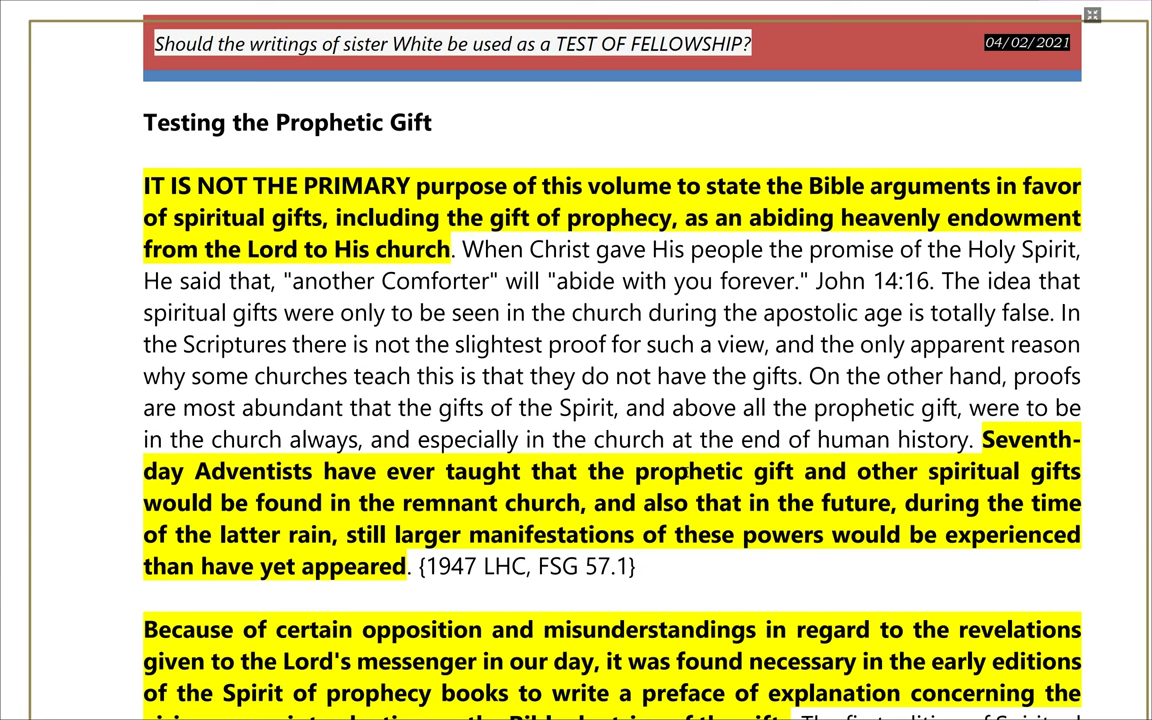 Should the writings of sister White be used as a TEST OF FELLOWSHIP?
04/02/2021
Testing the Prophetic Gift
IT IS NOT THE PRIMARY purpose of this volume to state the Bible arguments in favor
of spiritual gifts, including the gift of prophecy, as an abiding heavenly endowment
from the Lord to His church. When Christ gave His people the promise of the Holy Spirit,
He said that, "another Comforter" will "abide with you forever." John 14:16. The idea that
spiritual gifts were only to be seen in the church during the apostolic age is totally false. In
the Scriptures there is not the slightest proof for such a view, and the only apparent reason
why some churches teach this is that they do not have the gifts. On the other hand, proofs
are most abundant that the gifts of the Spirit, and above all the prophetic gift, were to be
in the church always, and especially in the church at the end of human history. Seventh-
day Adventists have ever taught that the prophetic gift and other spiritual gifts
would be found in the remnant church, and also that in the future, during the time
of the latter rain, still larger manifestations of these powers would be experienced
than have yet appeared. {1947 LHC, FSG 57.1}
Because of certain opposition and misunderstandings in regard to the revelations
given to the Lord's messenger in our day, it was found necessary in the early editions
of the Spirit of prophecy books to write a preface of explanation concerning the